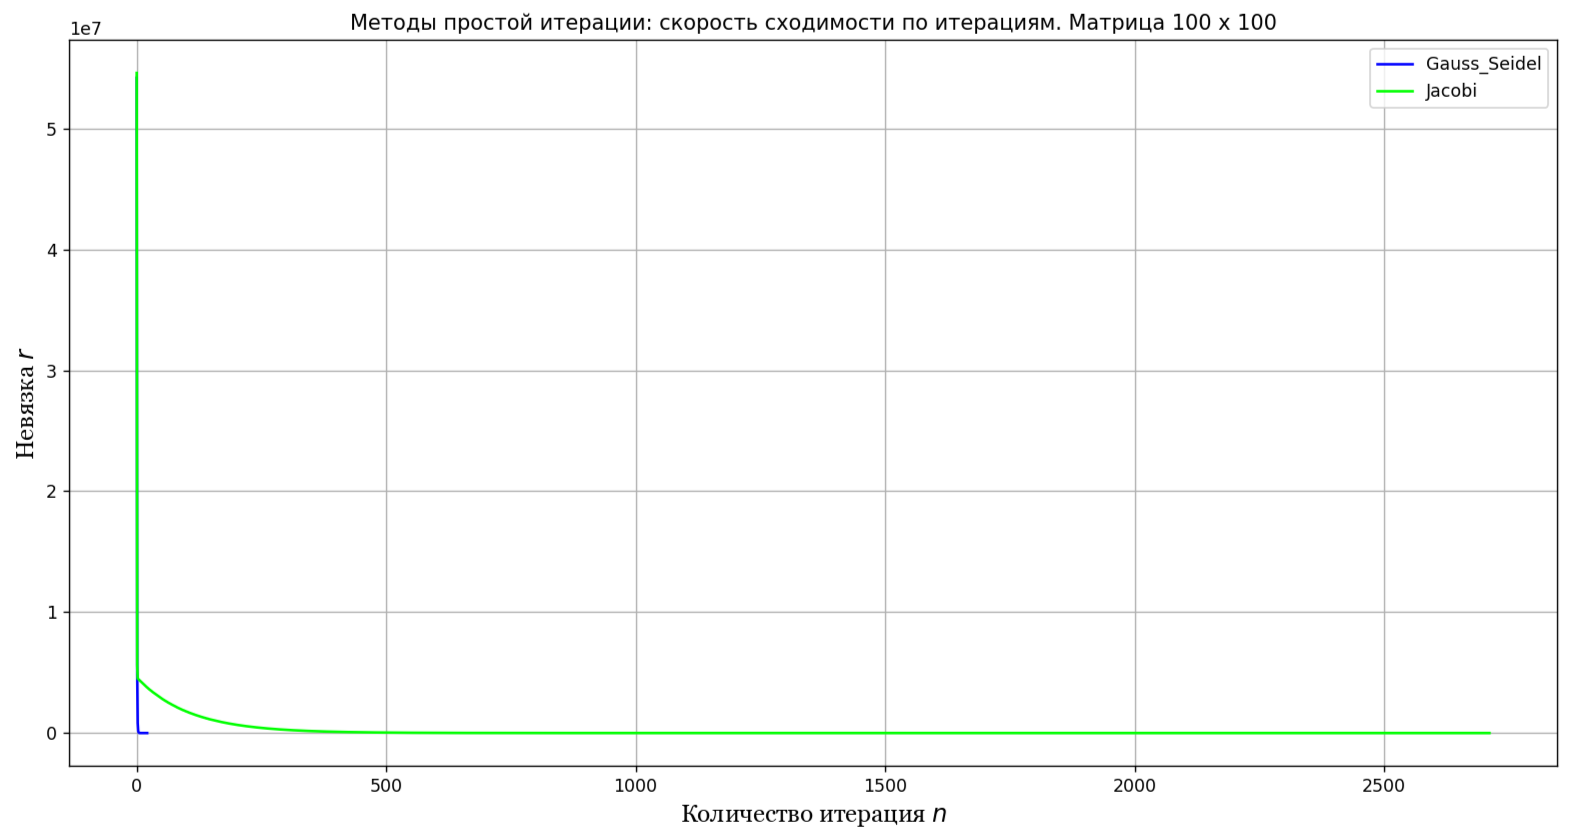 Методы простой итерации: скорость сходимости по итерациям. Матрица 100 x 100
1e7
Gauss_Seidel
Jacobi
5
4
3
2
1
0
Невязка r
0 500 1000 1500 2000 2500
Количество итерация n